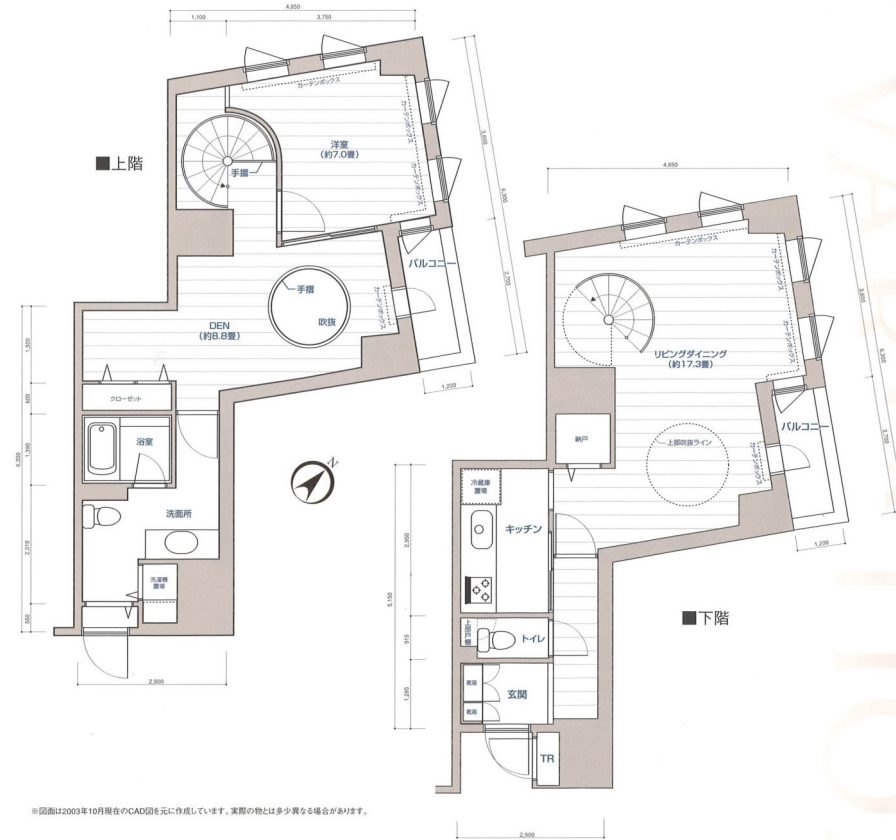 4,850
1,100
3,750
カーテンボックス
カーテンボックス
カーテンボックス
洋室
(約7.0畳)
■上階
手摺
3,600
6,300
2,700
バルコニー
手摺
吹抜
カーテンボックス
DEN
(約8.8畳)
1,200
クローゼット
浴室
洗面所
洗濯機
置場
1,500
600
1,390
6,350
2,310
550
2,900
N
4,850
カーテンボックス
カーテンボックス
カーテンボックス
リビングダイニング
(約17.3畳)
3,600
6,300
2,700
バルコニー
納戸
上部吹抜ライン
カーテンボックス
1,200
冷蔵庫
置場
キッチン
■下階
上部戸棚
トイレ
靴箱
玄関
靴箱
TR
2,950
5,150
915
1,285
2,900
※図面は2003年10月現在のCAD図を元に作成しています。実際の物とは多少異なる場合があります。